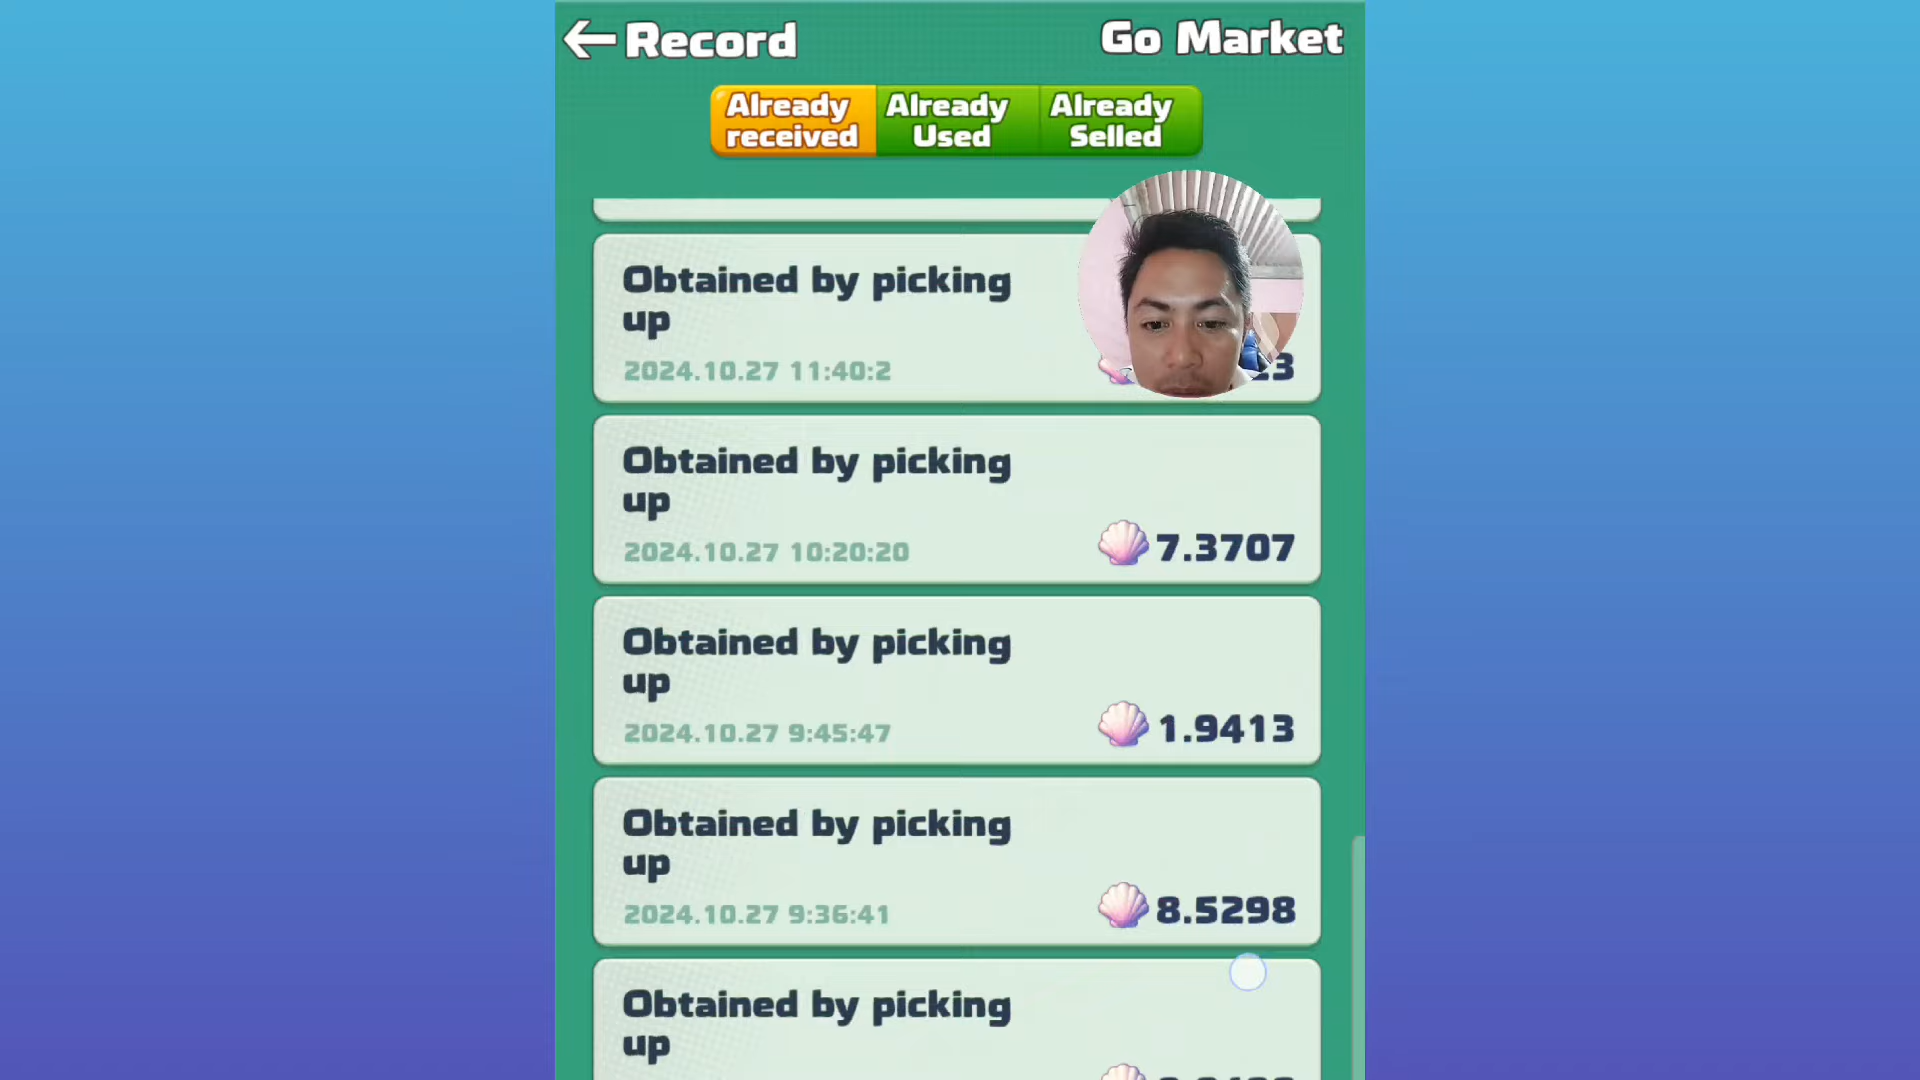 Record
Go Market
Already
received
Already
Used
Already
Selled
Obtained by picking
up
2024.10.27 11:40:2
Obtained by picking
up
2024.10.27 10:20:20
7.3707
Obtained by picking
up
2024.10.27 9:45:47
1.9413
Obtained by picking
up
2024.10.27 9:36:41
8.5298
Obtained by picking
up